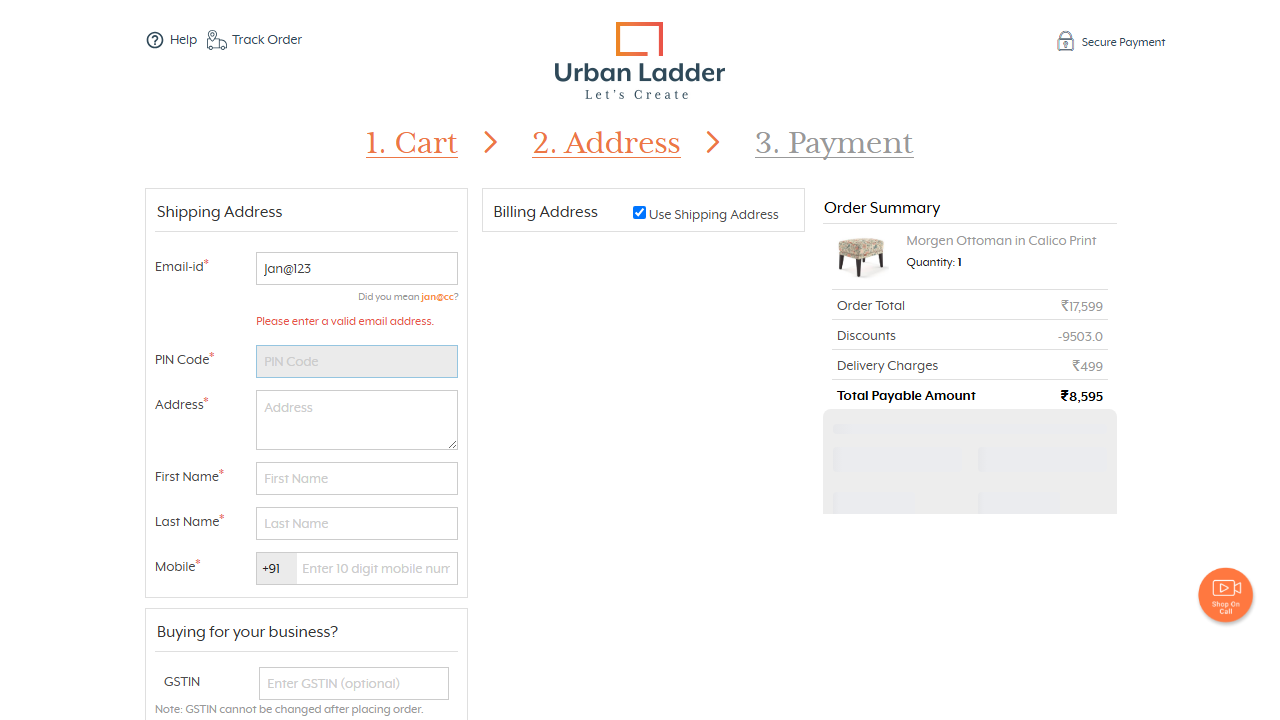 Help
Track Order
Urban Ladder
Let's Create
Secure Payment
1. Cart
2. Address
3. Payment
Shipping Address
Email-id*
Jan@123
Did you mean jan@cc?
Please enter a valid email address.
PIN Code*
PIN Code
Address*
Address
First Name*
First Name
Last Name*
Last Name
Mobile*
+91
Enter 10 digit mobile num
Buying for your business?
GSTIN
Enter GSTIN (optional)
Note: GSTIN cannot be changed after placing order.
Billing Address
Use Shipping Address
Order Summary
Morgen Ottoman in Calico Print
Quantity: 1
Order Total ₹17,599
Discounts -9503.0
Delivery Charges ₹499
Total Payable Amount ₹8,595
Shop On
Call